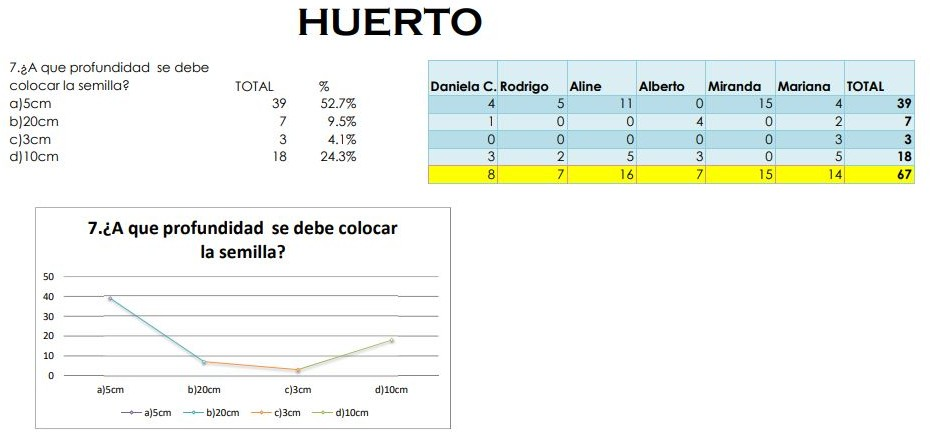 HUERTO
7.¿A que profundidad se debe
colocar la semilla? TOTAL %
a)5cm 39 52.7%
b)20cm 7 9.5%
c)3cm 3 4.1%
d)10cm 18 24.3%
Daniela C. Rodrigo Aline Alberto Miranda Mariana TOTAL
4 5 11 0 15 4 39
1 0 0 4 0 2 7
0 0 0 0 0 3 3
3 2 5 3 0 5 18
8 7 16 7 15 14 67
7.¿A que profundidad se debe colocar
la semilla?
50
40
30
20
10
0
a)5cm b)20cm c)3cm d)10cm
a)5cm b)20cm c)3cm d)10cm